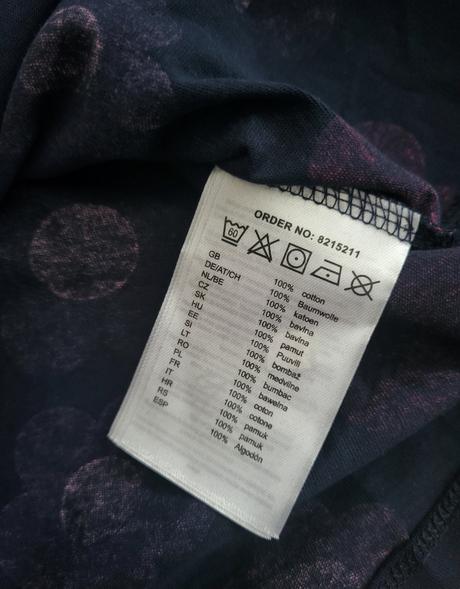 ORDER NO: 8215211
60
GB 100% cotton
DE/AT/CH 100% Baumwolle
NL/BE 100% katoen
CZ 100% bavlna
SK 100% bavlna
HU 100% pamut
EE 100% Puuvill
SI 100% bombaž
LT 100% medvilne
RO 100% bumbac
PL 100% bawełna
FR 100% coton
IT 100% cotone
HR 100% pamuk
RS 100% pamuk
ESP 100% Algodón